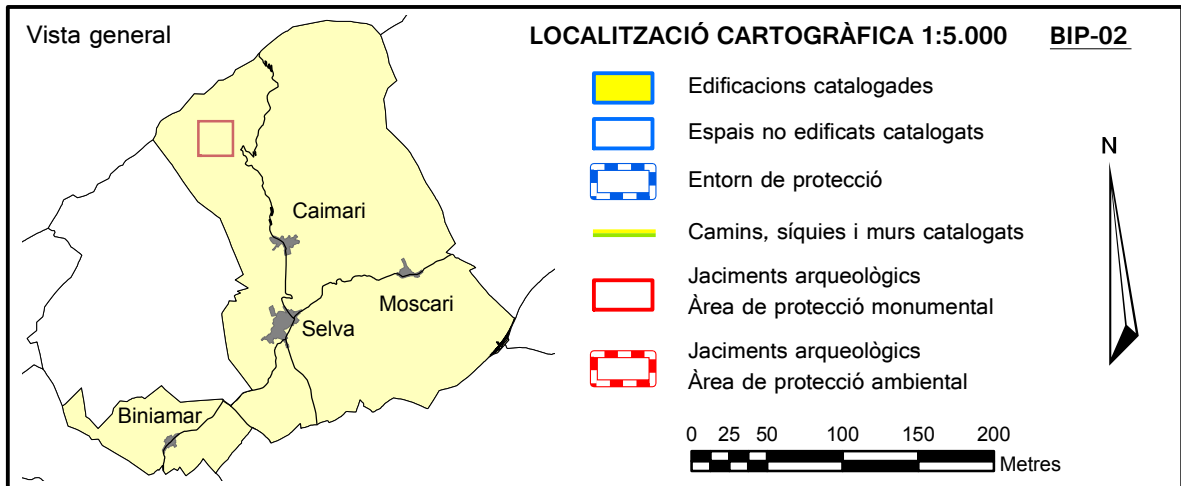 Vista general
LOCALITZACIÓ CARTOGRÀFICA 1:5.000 BIP-02
Edificacions catalogades
Espais no edificats catalogats
Entorn de protecció
Camins, síquies i murs catalogats
Jaciments arqueològics
Àrea de protecció monumental
Jaciments arqueològics
Àrea de protecció ambiental
N
Caimari
Moscari
Selva
Biniamar
0 25 50 100 150 200
Metres